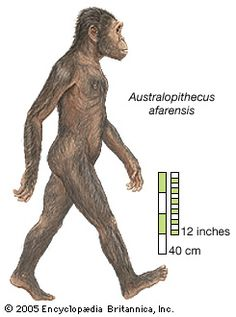 Australopithecus
afarensis
12 inches
40 cm
© 2005 Encyclopædia Britannica, Inc.